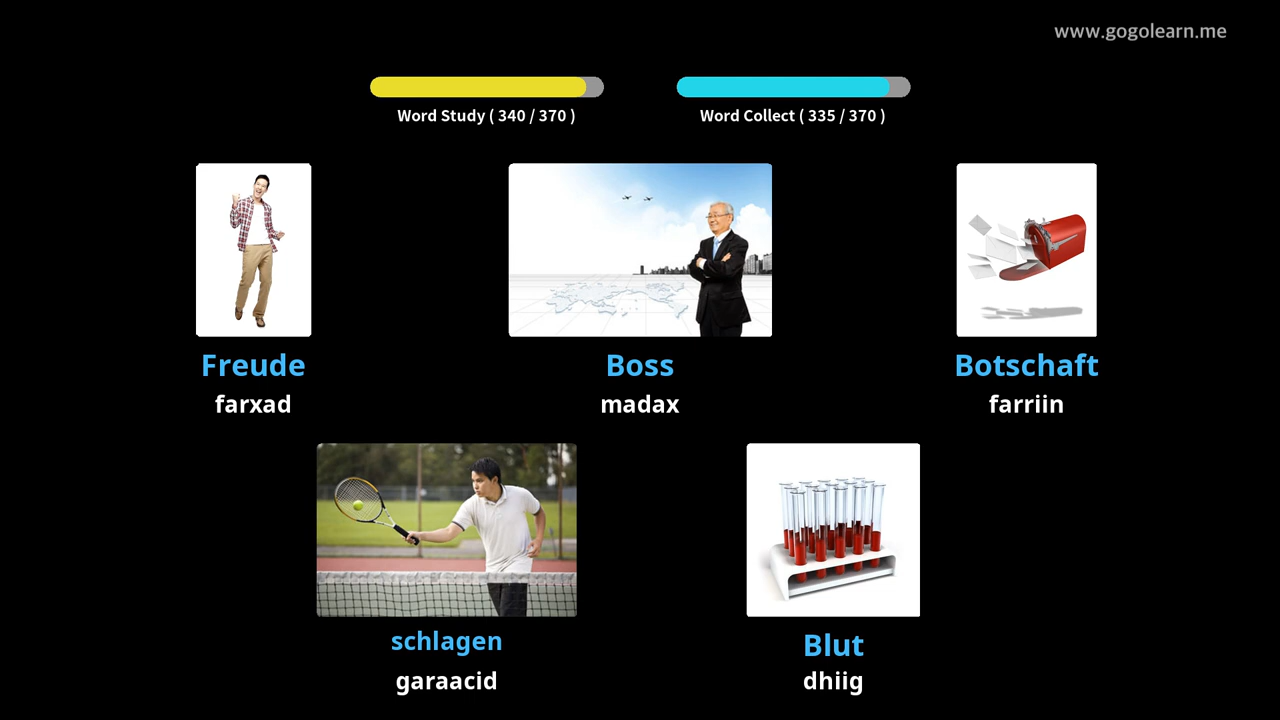 www.gogolearn.me
Word Study ( 340 / 370 )
Word Collect ( 335 / 370 )
Freude
farxad
Boss
madax
Botschaft
farriin
schlagen
garaacid
Blut
dhiig